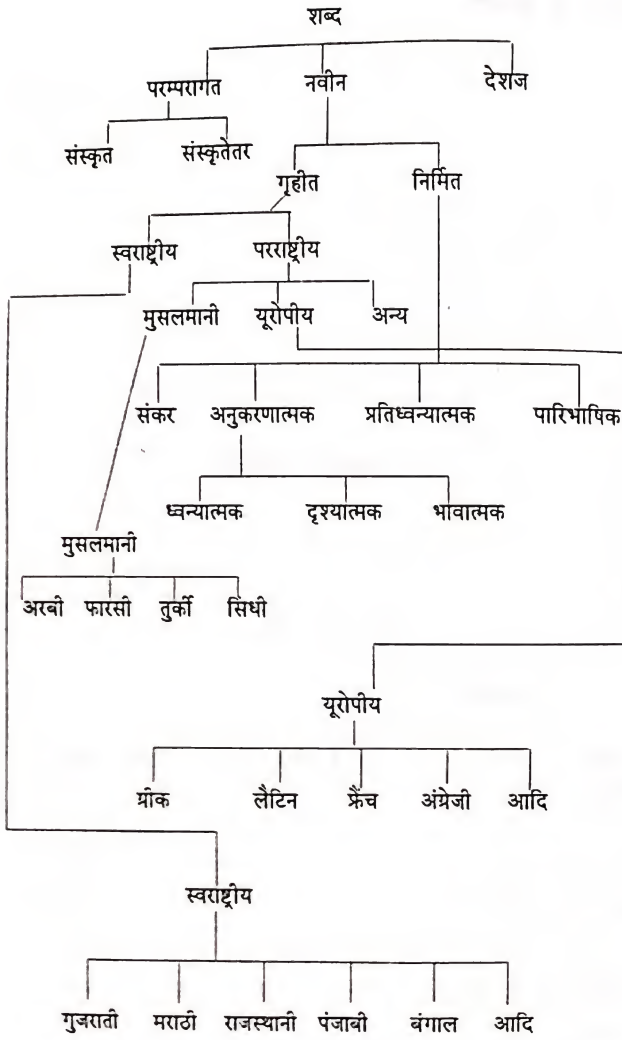 शब्द
परम्परागत नवीन देशज
संस्कृत संस्कृतेतर
गृहीत निर्मित
स्वराष्ट्रीय परराष्ट्रीय
मुसलमानी यूरोपीय अन्य
संकर अनुकरणात्मक प्रतिध्वन्यात्मक पारिभाषिक
ध्वन्यात्मक दृश्यात्मक भावात्मक
मुसलमानी
अरबी फारसी तुर्की सिंधी
यूरोपीय
ग्रीक लैटिन फ्रैंच अंग्रेजी आदि
स्वराष्ट्रीय
गुजराती मराठी राजस्थानी पंजाबी बंगाल आदि